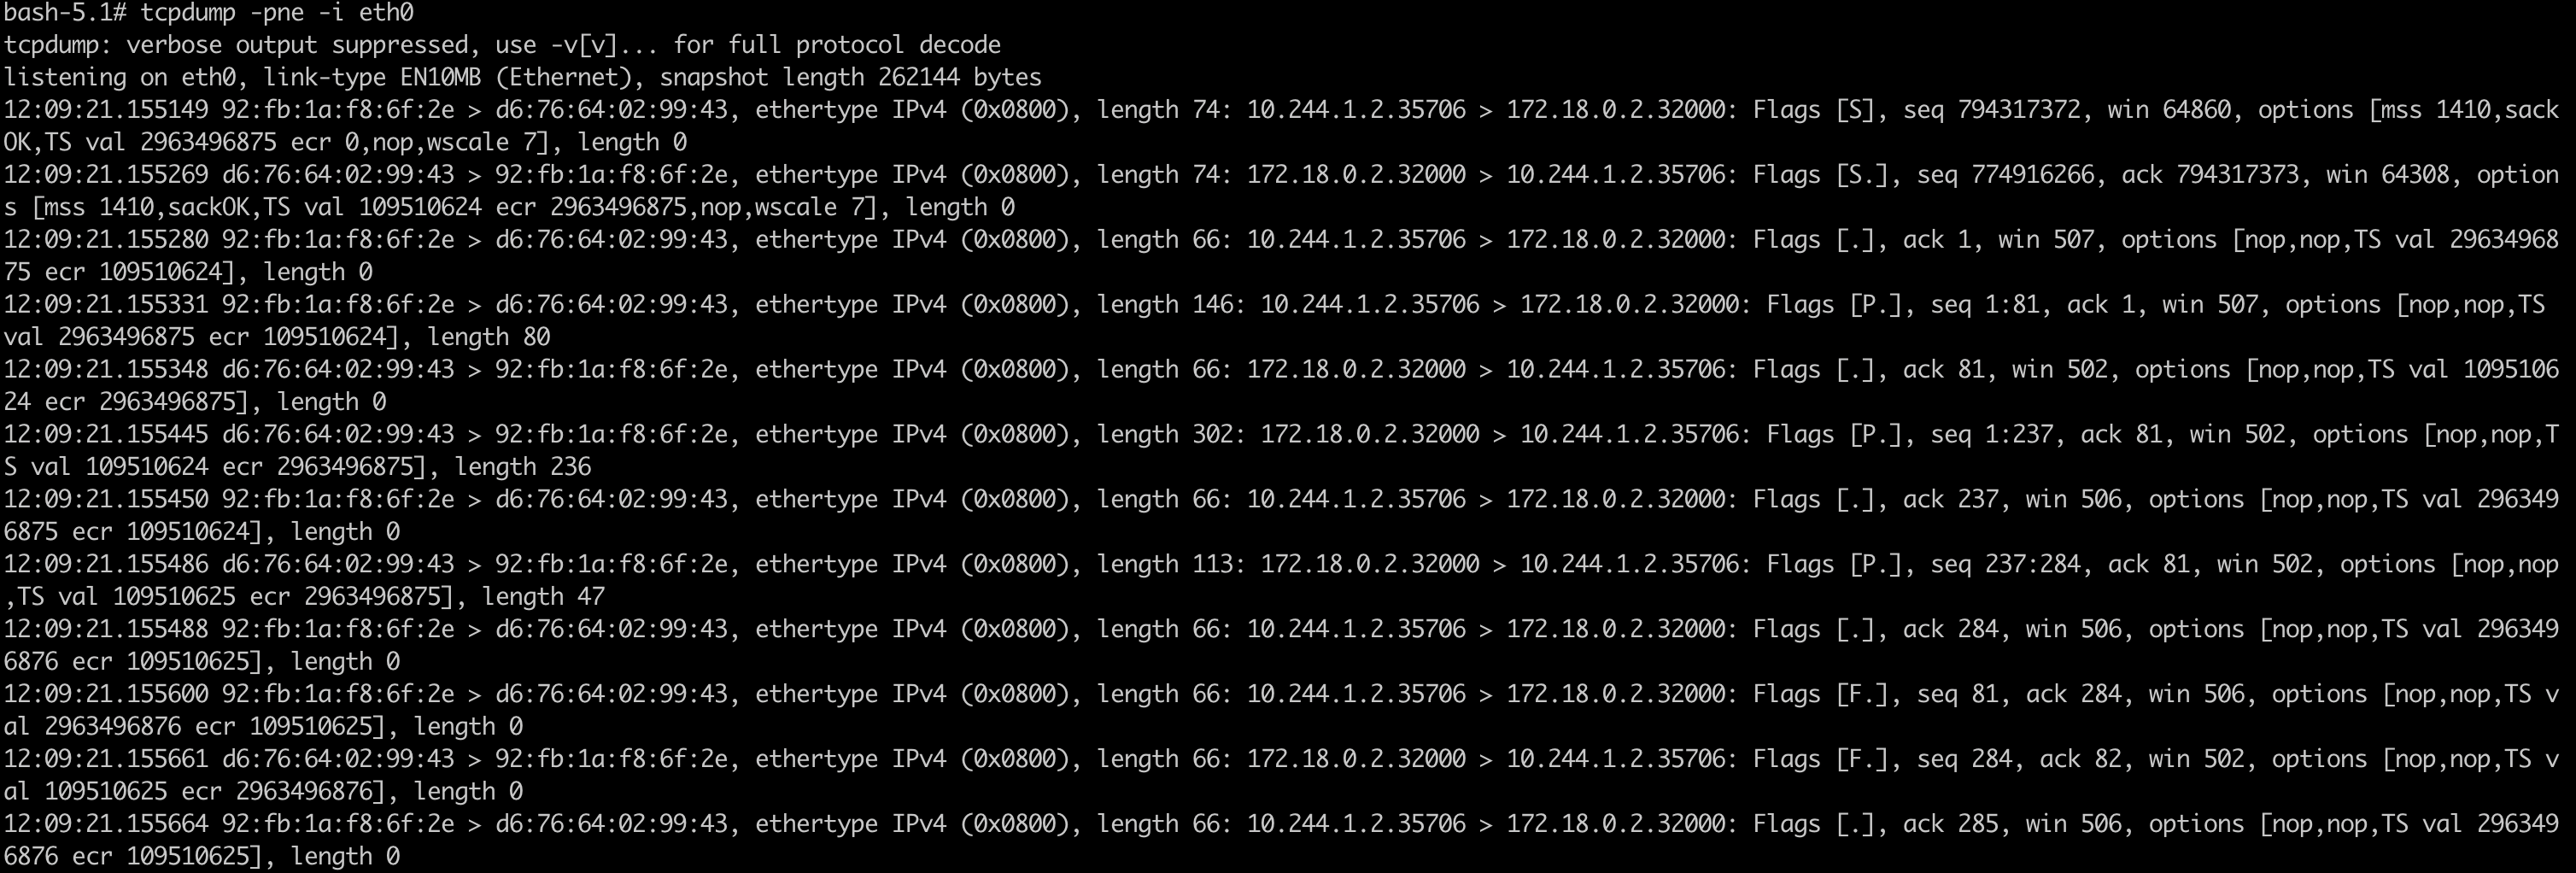 bash-5.1# tcpdump -pne -i eth0
tcpdump: verbose output suppressed, use -v[v]... for full protocol decode
listening on eth0, link-type EN10MB (Ethernet), snapshot length 262144 bytes
12:09:21.155149 92:fb:1a:f8:6f:2e > d6:76:64:02:99:43, ethertype IPv4 (0x0800), length 74: 10.244.1.2.35706 > 172.18.0.2.32000: Flags [S], seq 794317372, win 64860, options [mss 1410,sack
OK,TS val 2963496875 ecr 0,nop,wscale 7], length 0
12:09:21.155269 d6:76:64:02:99:43 > 92:fb:1a:f8:6f:2e, ethertype IPv4 (0x0800), length 74: 172.18.0.2.32000 > 10.244.1.2.35706: Flags [S.], seq 774916266, ack 794317373, win 64308, option
s [mss 1410,sackOK,TS val 109510624 ecr 2963496875,nop,wscale 7], length 0
12:09:21.155280 92:fb:1a:f8:6f:2e > d6:76:64:02:99:43, ethertype IPv4 (0x0800), length 66: 10.244.1.2.35706 > 172.18.0.2.32000: Flags [.], ack 1, win 507, options [nop,nop,TS val 29634968
75 ecr 109510624], length 0
12:09:21.155331 92:fb:1a:f8:6f:2e > d6:76:64:02:99:43, ethertype IPv4 (0x0800), length 146: 10.244.1.2.35706 > 172.18.0.2.32000: Flags [P.], seq 1:81, ack 1, win 507, options [nop,nop,TS
val 2963496875 ecr 109510624], length 80
12:09:21.155348 d6:76:64:02:99:43 > 92:fb:1a:f8:6f:2e, ethertype IPv4 (0x0800), length 66: 172.18.0.2.32000 > 10.244.1.2.35706: Flags [.], ack 81, win 502, options [nop,nop,TS val 1095106
24 ecr 2963496875], length 0
12:09:21.155445 d6:76:64:02:99:43 > 92:fb:1a:f8:6f:2e, ethertype IPv4 (0x0800), length 302: 172.18.0.2.32000 > 10.244.1.2.35706: Flags [P.], seq 1:237, ack 81, win 502, options [nop,nop,T
S val 109510624 ecr 2963496875], length 236
12:09:21.155450 92:fb:1a:f8:6f:2e > d6:76:64:02:99:43, ethertype IPv4 (0x0800), length 66: 10.244.1.2.35706 > 172.18.0.2.32000: Flags [.], ack 237, win 506, options [nop,nop,TS val 296349
6875 ecr 109510624], length 0
12:09:21.155486 d6:76:64:02:99:43 > 92:fb:1a:f8:6f:2e, ethertype IPv4 (0x0800), length 113: 172.18.0.2.32000 > 10.244.1.2.35706: Flags [P.], seq 237:284, ack 81, win 502, options [nop,nop
,TS val 109510625 ecr 2963496875], length 47
12:09:21.155488 92:fb:1a:f8:6f:2e > d6:76:64:02:99:43, ethertype IPv4 (0x0800), length 66: 10.244.1.2.35706 > 172.18.0.2.32000: Flags [.], ack 284, win 506, options [nop,nop,TS val 296349
6876 ecr 109510625], length 0
12:09:21.155600 92:fb:1a:f8:6f:2e > d6:76:64:02:99:43, ethertype IPv4 (0x0800), length 66: 10.244.1.2.35706 > 172.18.0.2.32000: Flags [F.], seq 81, ack 284, win 506, options [nop,nop,TS v
al 2963496876 ecr 109510625], length 0
12:09:21.155661 d6:76:64:02:99:43 > 92:fb:1a:f8:6f:2e, ethertype IPv4 (0x0800), length 66: 172.18.0.2.32000 > 10.244.1.2.35706: Flags [F.], seq 284, ack 82, win 502, options [nop,nop,TS v
al 109510625 ecr 2963496876], length 0
12:09:21.155664 92:fb:1a:f8:6f:2e > d6:76:64:02:99:43, ethertype IPv4 (0x0800), length 66: 10.244.1.2.35706 > 172.18.0.2.32000: Flags [.], ack 285, win 506, options [nop,nop,TS val 296349
6876 ecr 109510625], length 0